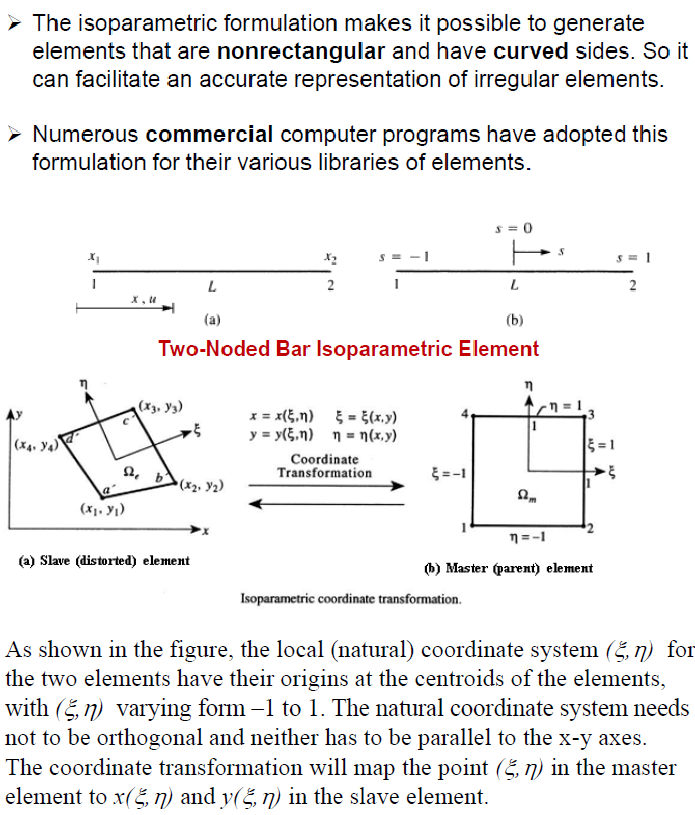 ➢ The isoparametric formulation makes it possible to generate
elements that are nonrectangular and have curved sides. So it
can facilitate an accurate representation of irregular elements.
➢ Numerous commercial computer programs have adopted this
formulation for their various libraries of elements.
s = 0
x₁ x₂ s = −1 s s = 1
1 L 2 1 L 2
x, u
(a) (b)
Two-Noded Bar Isoparametric Element
η η
y (x₃, y₃) x = x(ξ,η) ξ = ξ(x,y) 4 η = 1 3
c´ ξ y = y(ξ,η) η = η(x,y) 1
(x₄, y₄) d´ Coordinate ξ = 1
Ωₑ b´ Transformation ξ = −1 ξ
a´ (x₂, y₂) 1
(x₁, y₁) Ωₘ
x 1 2
η = −1
(a) Slave (distorted) element
(b) Master (parent) element
Isoparametric coordinate transformation.
As shown in the figure, the local (natural) coordinate system (ξ, η) for
the two elements have their origins at the centroids of the elements,
with (ξ, η) varying form –1 to 1. The natural coordinate system needs
not to be orthogonal and neither has to be parallel to the x-y axes.
The coordinate transformation will map the point (ξ, η) in the master
element to x(ξ, η) and y(ξ, η) in the slave element.